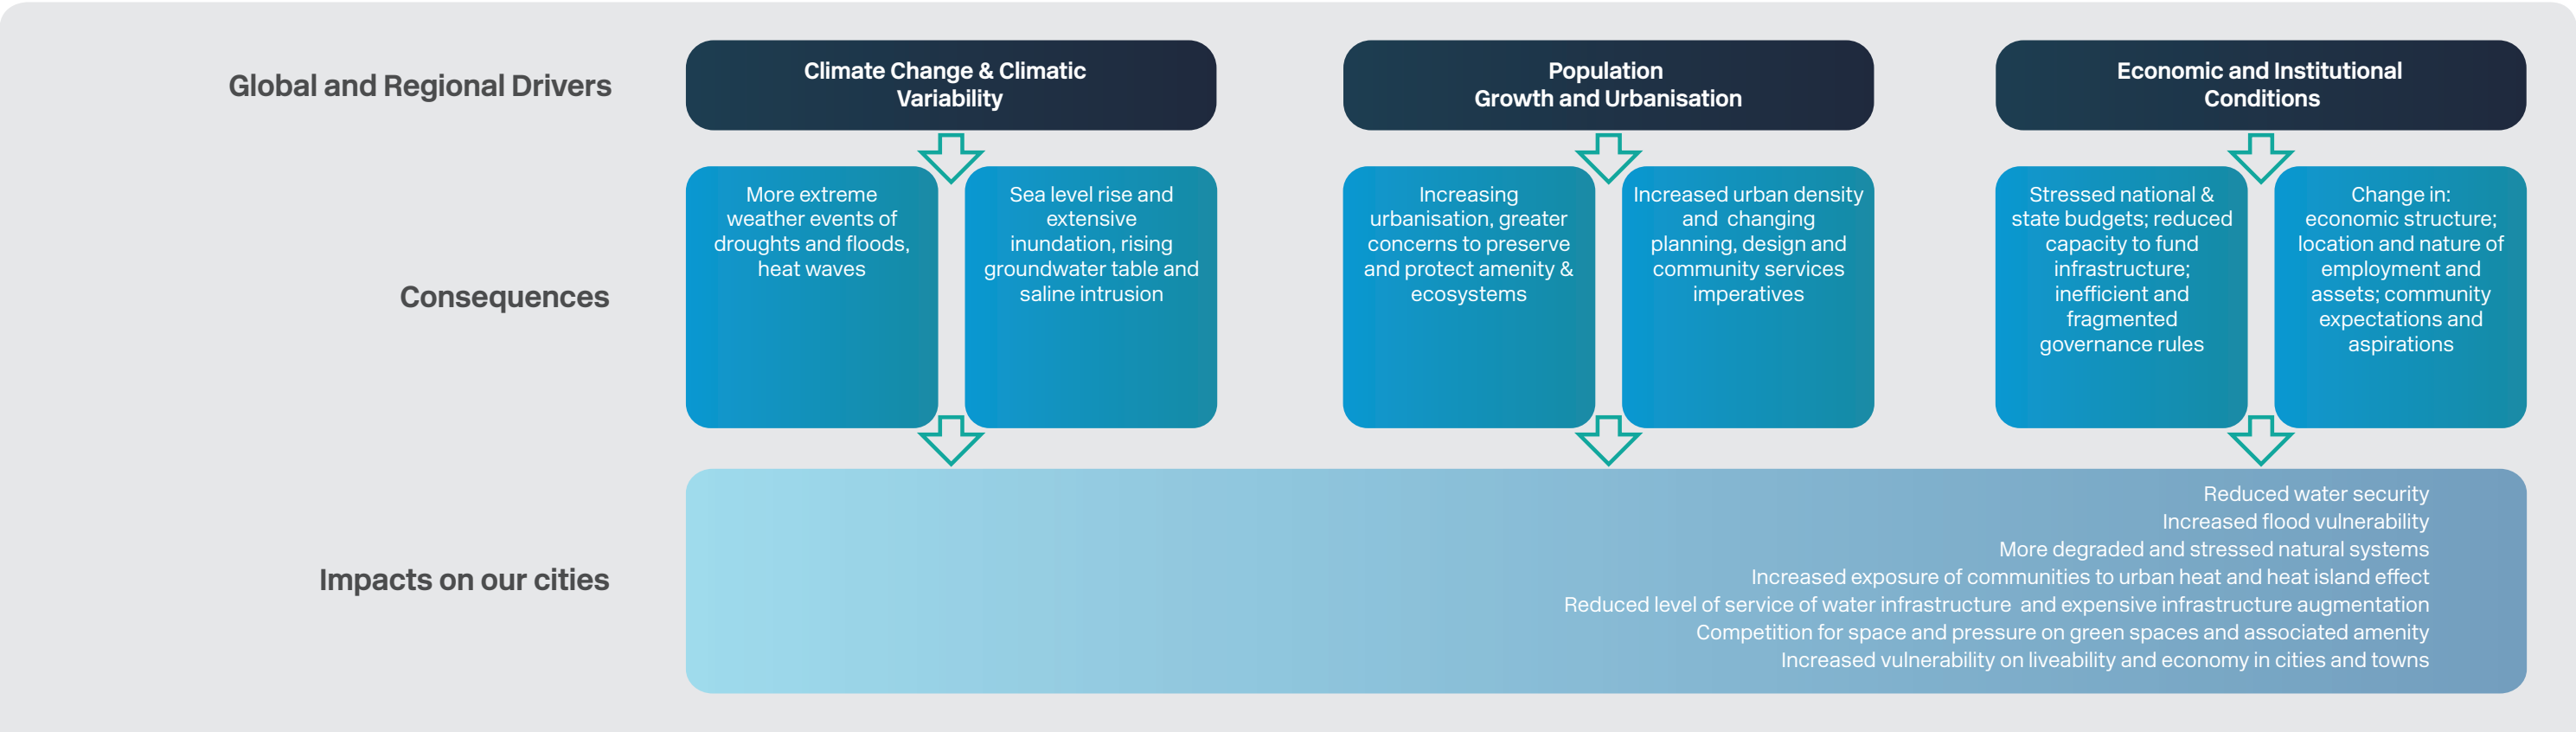 Global and Regional Drivers
Climate Change & Climatic
Variability
Population
Growth and Urbanisation
Economic and Institutional
Conditions
Consequences
More extreme
weather events of
droughts and floods,
heat waves
Sea level rise and
extensive
inundation, rising
groundwater table and
saline intrusion
Increasing
urbanisation, greater
concerns to preserve
and protect amenity &
ecosystems
Increased urban density
and changing
planning, design and
community services
imperatives
Stressed national &
state budgets; reduced
capacity to fund
infrastructure;
inefficient and
fragmented
governance rules
Change in:
economic structure;
location and nature of
employment and
assets; community
expectations and
aspirations
Impacts on our cities
Reduced water security
Increased flood vulnerability
More degraded and stressed natural systems
Increased exposure of communities to urban heat and heat island effect
Reduced level of service of water infrastructure and expensive infrastructure augmentation
Competition for space and pressure on green spaces and associated amenity
Increased vulnerability on liveability and economy in cities and towns